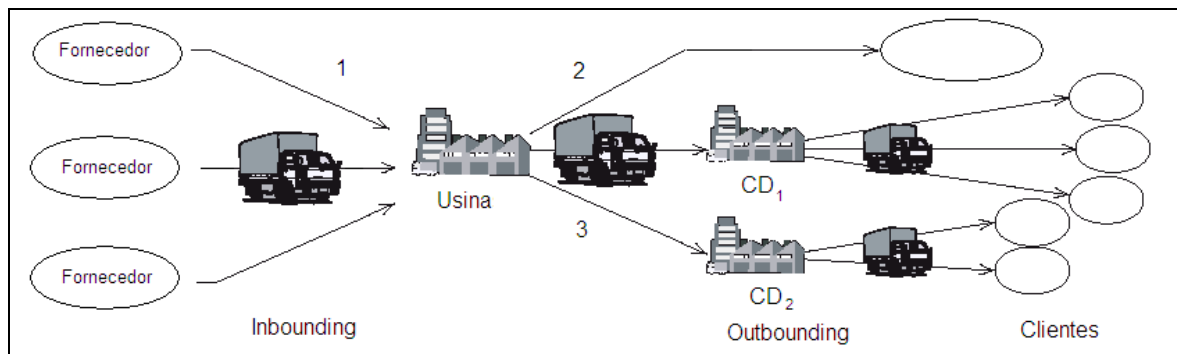 Fornecedor
1
2
Fornecedor
Usina
CD1
3
Fornecedor
CD2
Inbounding
Outbounding
Clientes